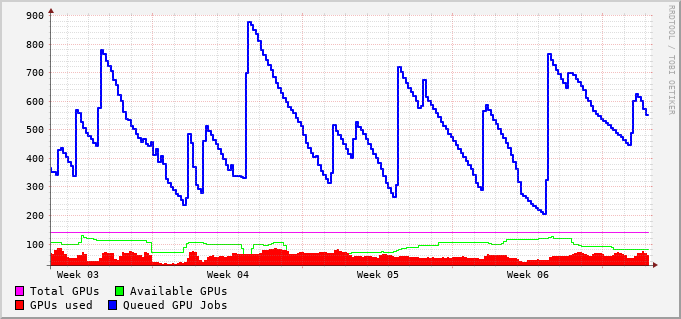 900
800
700
600
500
400
300
200
100
Week 03 Week 04 Week 05 Week 06
Total GPUs Available GPUs
GPUs used Queued GPU Jobs
RRDTOOL / TOBI OETIKER